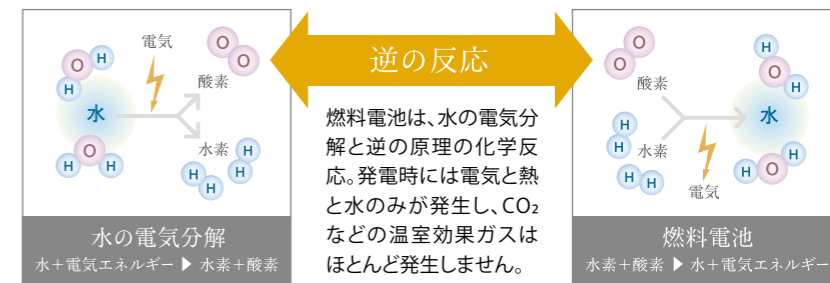 電気
H
O
H
水
O
H
H
O
O
酸素
水素
H
H
H
H
水の電気分解
水＋電気エネルギー ▶ 水素＋酸素
逆の反応
燃料電池は、水の電気分
解と逆の原理の化学反
応。発電時には電気と熱
と水のみが発生し、CO₂
などの温室効果ガスは
ほとんど発生しません。
O
O
酸素
H
H
水素
H
H
電気
H
O
H
水
H
O
H
燃料電池
水素＋酸素 ▶ 水＋電気エネルギー